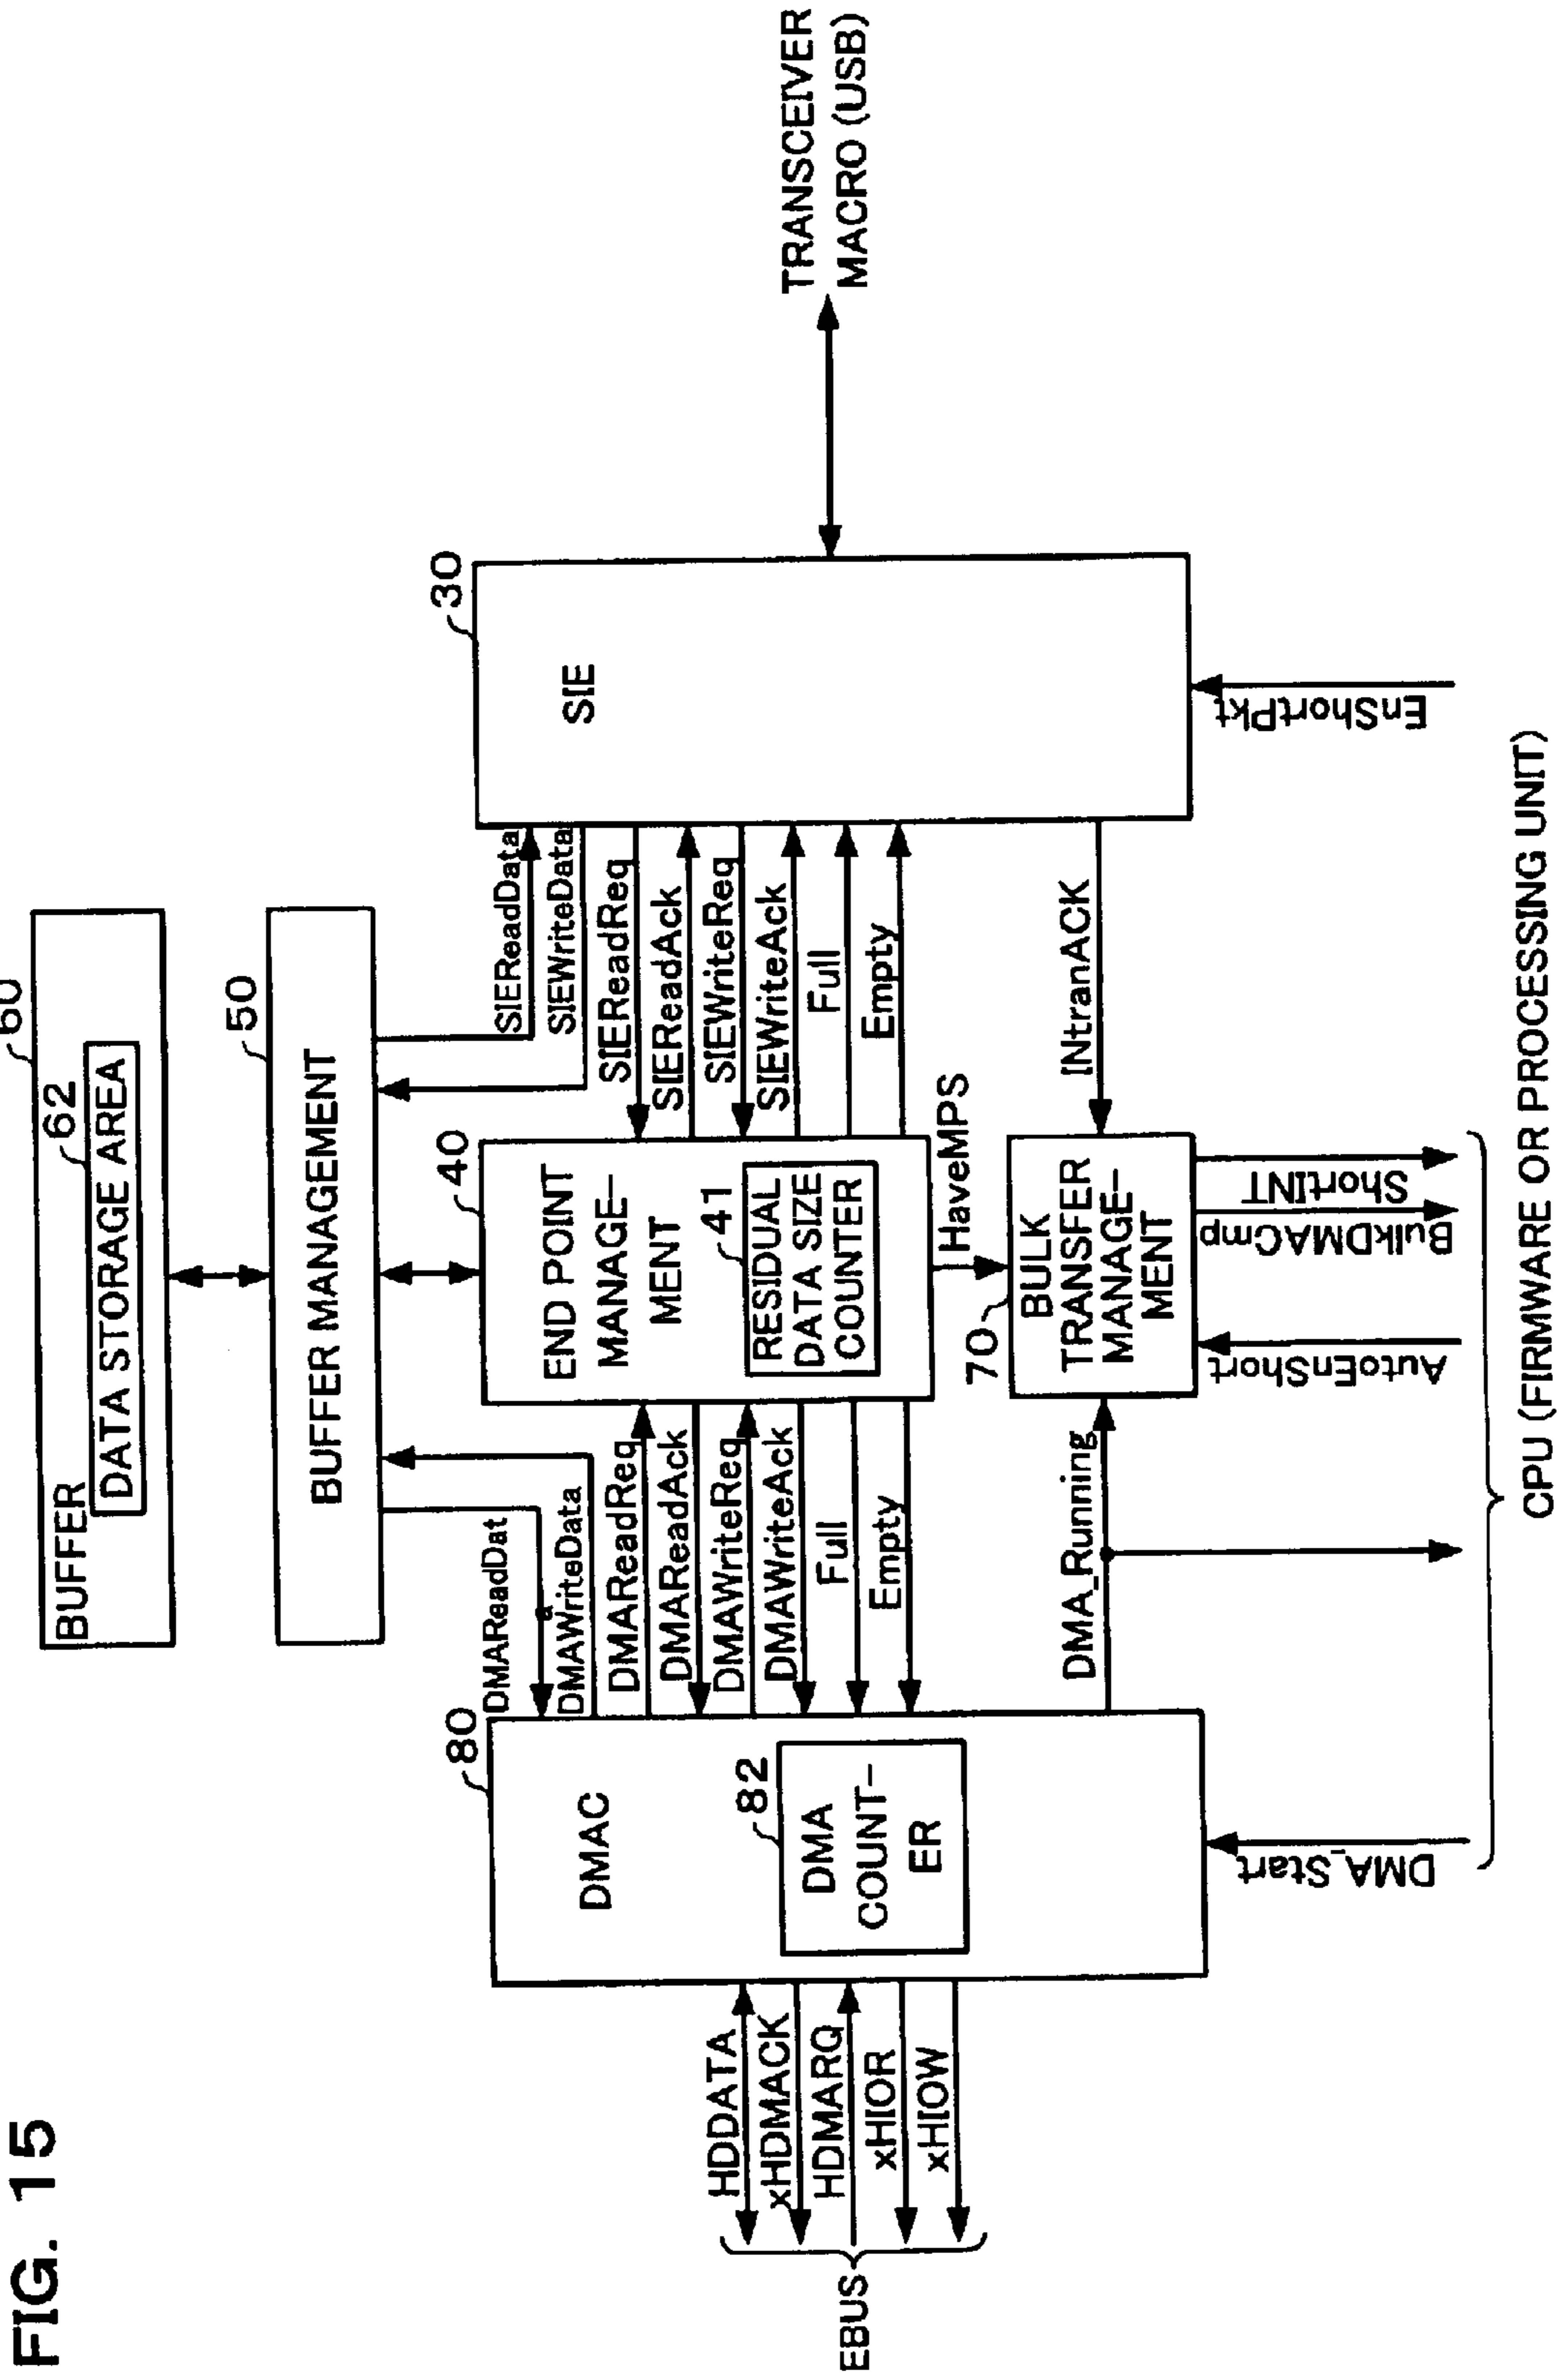 FIG. 15
60
BUFFER
62
DATA STORAGE AREA
50
BUFFER MANAGEMENT
DMAReadDat
a
DMAWriteData
DMAReadReq
DMAReadAck
DMAWriteReq
DMAWriteAck
Full
Empty
SIEReadData
SIEWriteData
SIEReadReq
SIEReadAck
SIEWriteReq
SIEWriteAck
Full
Empty
80
DMAC
82
DMA
COUNT-
ER
40
END POINT
MANAGE-
MENT
41
RESIDUAL
DATA SIZE
COUNTER
30
SIE
TRANSCEIVER
MACRO (USB)
HDDATA
xHDMACK
HDMARQ
xHIOR
xHIOW
EBUS
HaveMPS
DMA_Running
70
BULK
TRANSFER
MANAGE-
MENT
INtranACK
DMA_Start
AutoEnShort
BulkDMACmp
ShortINT
EnShortPkt
CPU (FIRMWARE OR PROCESSING UNIT)